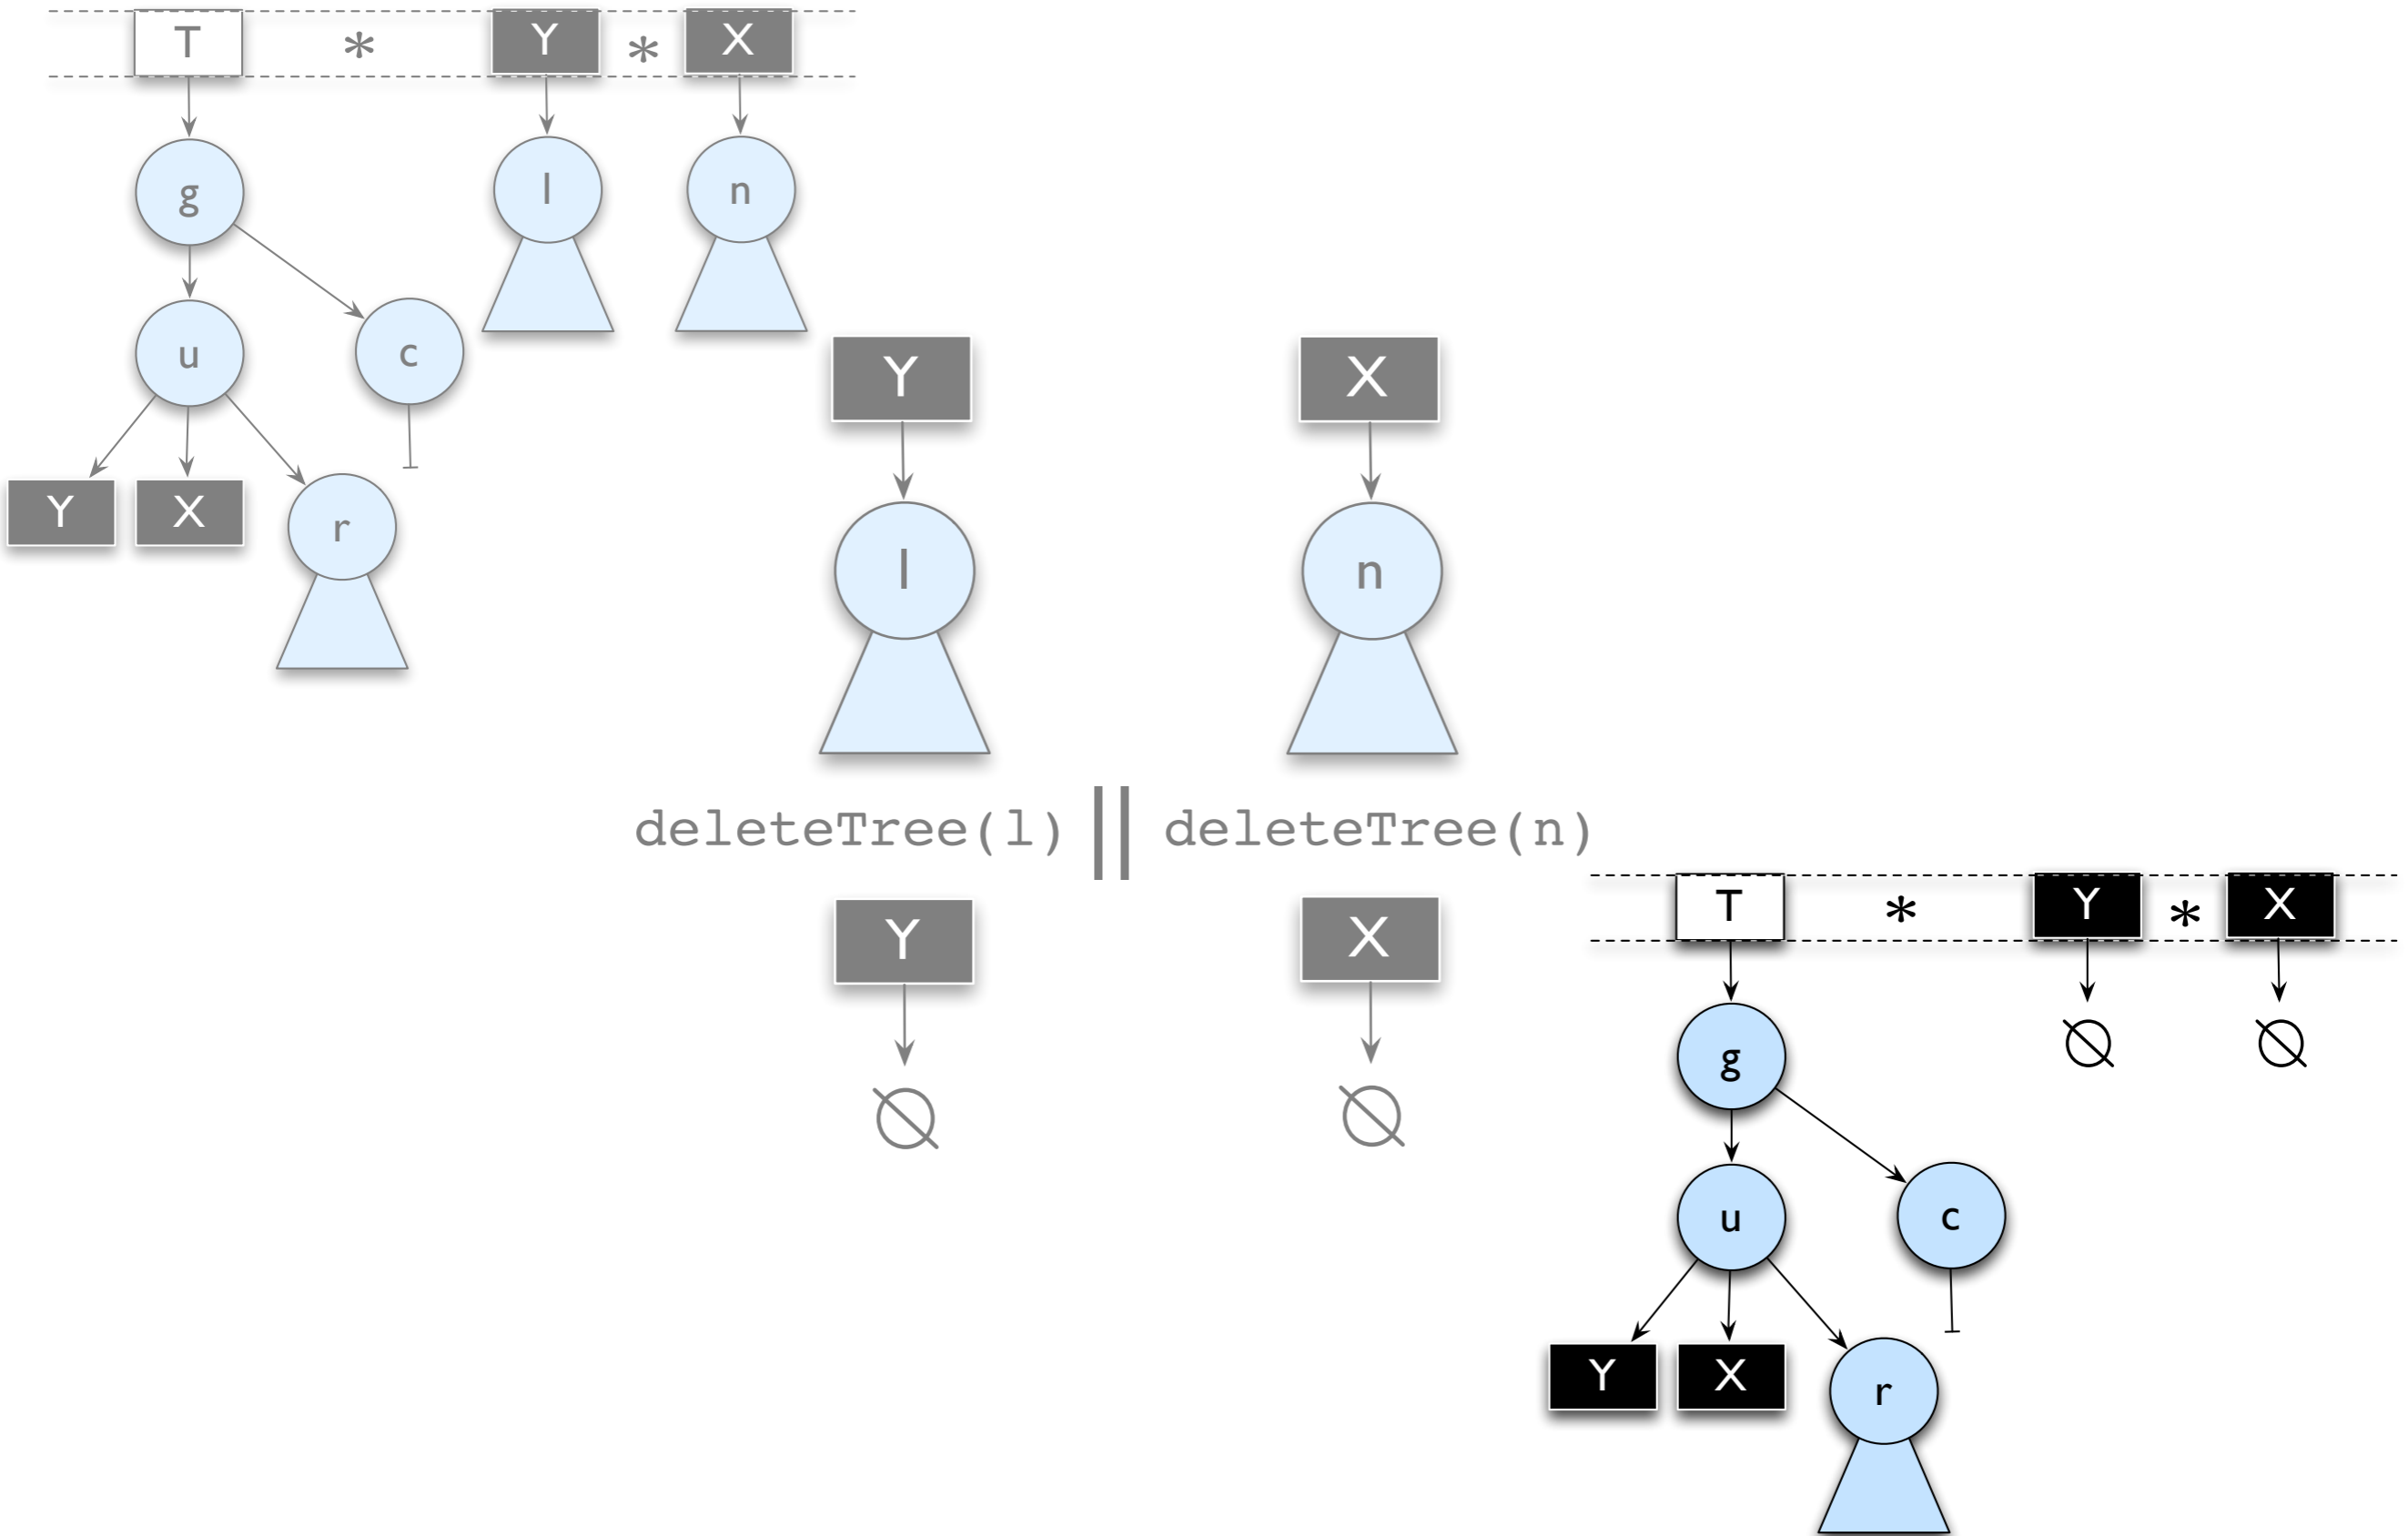 T * Y * X
g
l
n
u
c
Y X r
Y
X
l
n
deleteTree(l) || deleteTree(n)
Y
X
∅
∅
T * Y * X
∅
∅
g
u
c
Y X r